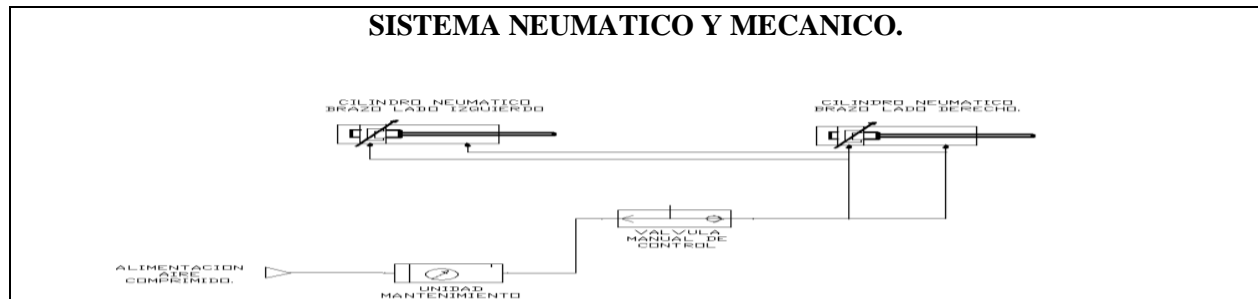 SISTEMA NEUMATICO Y MECANICO.
CILINDRO NEUMATICO
BRAZO LADO IZQUIERDO
CILINDRO NEUMATICO
BRAZO LADO DERECHO.
VALVULA
MANUAL DE
CONTROL
ALIMENTACION
AIRE
COMPRIMIDO.
UNIDAD
MANTENIMIENTO